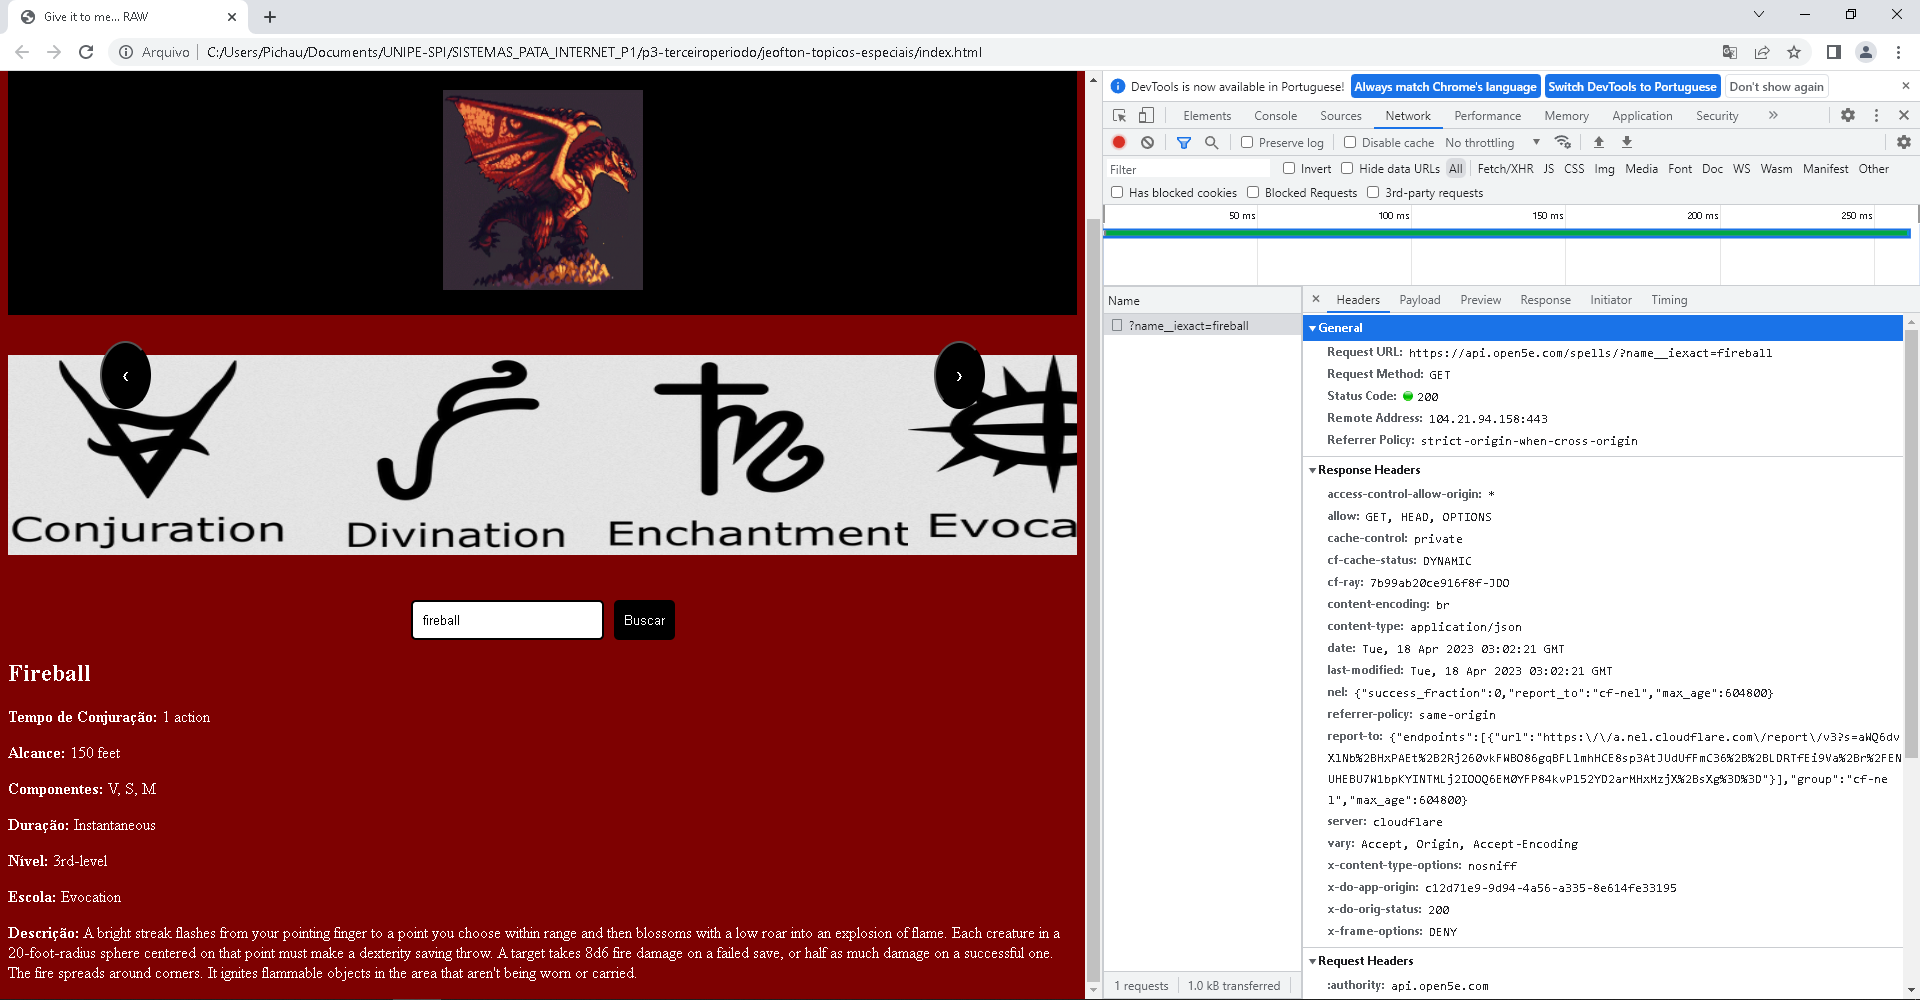 Give it to me... RAW
Arquivo C:/Users/Pichau/Documents/UNIPE-SPI/SISTEMAS_PATA_INTERNET_P1/p3-terceiroperiodo/jeofton-topicos-especiais/index.html
‹ ›
Conjuration Divination Enchantment Evoca
fireball Buscar
Fireball
Tempo de Conjuração: 1 action
Alcance: 150 feet
Componentes: V, S, M
Duração: Instantaneous
Nível: 3rd-level
Escola: Evocation
Descrição: A bright streak flashes from your pointing finger to a point you choose within range and then blossoms with a low roar into an explosion of flame. Each creature in a
20-foot-radius sphere centered on that point must make a dexterity saving throw. A target takes 8d6 fire damage on a failed save, or half as much damage on a successful one.
The fire spreads around corners. It ignites flammable objects in the area that aren't being worn or carried.
DevTools is now available in Portuguese! Always match Chrome's language Switch DevTools to Portuguese Don't show again
Elements Console Sources Network Performance Memory Application Security
Preserve log Disable cache No throttling
Filter Invert Hide data URLs All Fetch/XHR JS CSS Img Media Font Doc WS Wasm Manifest Other
Has blocked cookies Blocked Requests 3rd-party requests
50 ms 100 ms 150 ms 200 ms 250 ms
Name
?name__iexact=fireball
1 requests 1.0 kB transferred
Headers Payload Preview Response Initiator Timing
General
Request URL: https://api.open5e.com/spells/?name__iexact=fireball
Request Method: GET
Status Code: 200
Remote Address: 104.21.94.158:443
Referrer Policy: strict-origin-when-cross-origin
Response Headers
access-control-allow-origin: *
allow: GET, HEAD, OPTIONS
cache-control: private
cf-cache-status: DYNAMIC
cf-ray: 7b99ab20ce916f8f-JDO
content-encoding: br
content-type: application/json
date: Tue, 18 Apr 2023 03:02:21 GMT
last-modified: Tue, 18 Apr 2023 03:02:21 GMT
nel: {"success_fraction":0,"report_to":"cf-nel","max_age":604800}
referrer-policy: same-origin
report-to: {"endpoints":[{"url":"https:\/\/a.nel.cloudflare.com\/report\/v3?s=aWQ6dv
XlNb%2BHxPAEt%2B2Rj260vkFWBO86gqBFLlmhHCE8sp3AtJUdUfFmC36%2B%2BLDRTfEi9Va%2Br%2FEN
UHEBU7W1bpKYINTMLj2IOOQ6EM0YFP84kvPl52YD2arMHxMzjX%2BsXg%3D%3D"}],"group":"cf-ne
l","max_age":604800}
server: cloudflare
vary: Accept, Origin, Accept-Encoding
x-content-type-options: nosniff
x-do-app-origin: c12d71e9-9d94-4a56-a335-8e614fe33195
x-do-orig-status: 200
x-frame-options: DENY
Request Headers
:authority: api.open5e.com